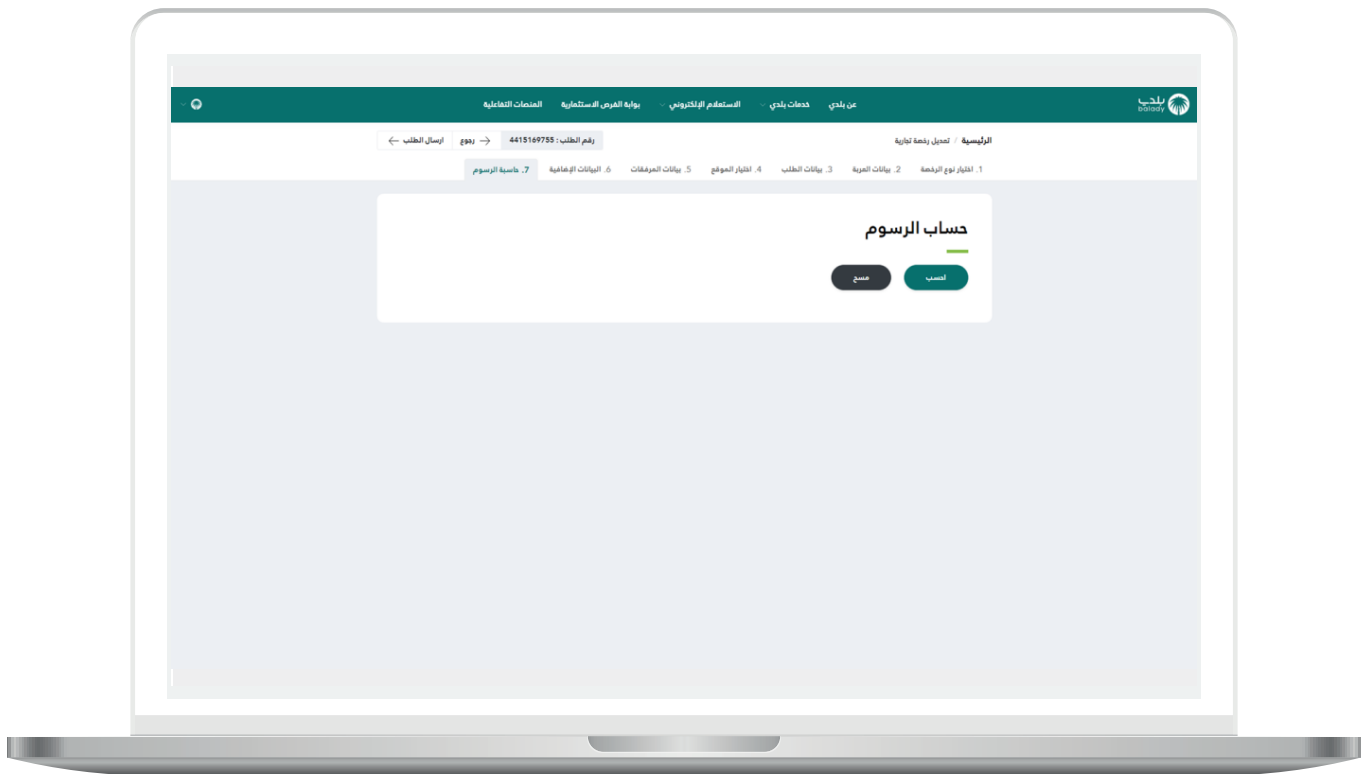 بلدي
balady
عن بلدي خدمات بلدي الاستعلام الإلكتروني بوابة الفرص الاستثمارية المنصات التفاعلية
الرئيسية / تعديل رخصة تجارية
رقم الطلب : 4415169755 رجوع ارسال الطلب
1. اختيار نوع الرخصة 2. بيانات العربة 3. بيانات الطلب 4. اختيار الموقع 5. بيانات المرفقات 6. البيانات الإضافية 7. حاسبة الرسوم
حساب الرسوم
احسب مسح